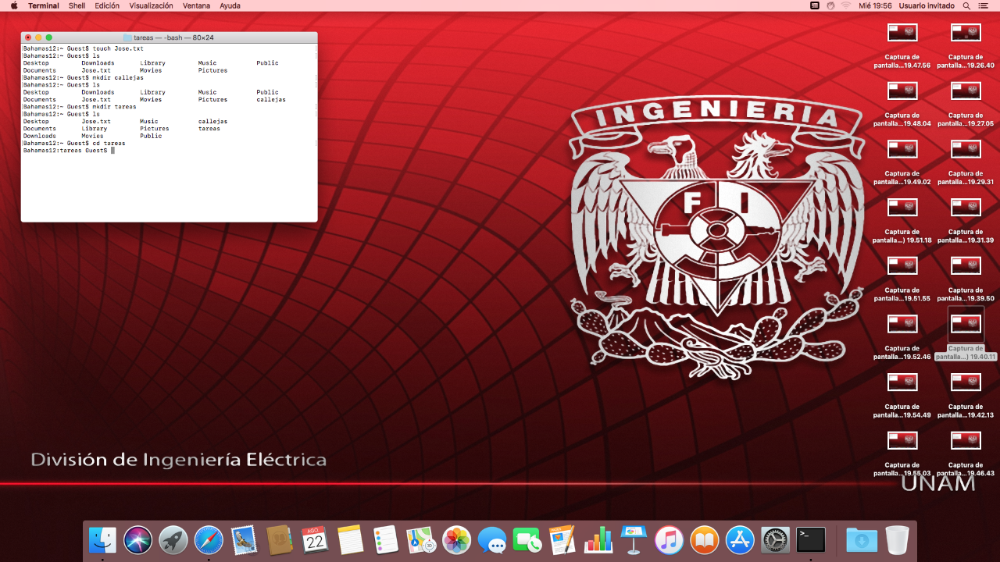 Terminal Shell Edición Visualización Ventana Ayuda Mié 19:56 Usuario invitado
tareas — -bash — 80×24
Bahamas12:~ Guest$ touch Jose.txt
Bahamas12:~ Guest$ ls
Desktop Downloads Library Music Public
Documents Jose.txt Movies Pictures
Bahamas12:~ Guest$ mkdir callejas
Bahamas12:~ Guest$ ls
Desktop Downloads Library Music Public
Documents Jose.txt Movies Pictures callejas
Bahamas12:~ Guest$ mkdir tareas
Bahamas12:~ Guest$ ls
Desktop Jose.txt Music callejas
Documents Library Pictures tareas
Downloads Movies Public
Bahamas12:~ Guest$ cd tareas
Bahamas12:tareas Guest$
INGENIERIA
F I
Captura de
pantalla...19.47.56
Captura de
pantalla...19.26.40
Captura de
pantalla...19.48.04
Captura de
pantalla...19.27.05
Captura de
pantalla...19.49.02
Captura de
pantalla...19.29.31
Captura de
pantalla...) 19.51.18
Captura de
pantalla...19.31.39
Captura de
pantalla...19.51.55
Captura de
pantalla...19.39.50
Captura de
pantalla...19.52.46
Captura de
pantalla...) 19.40.11
Captura de
pantalla...19.54.49
Captura de
pantalla...19.42.13
Captura de
pantalla...19.55.03
Captura de
pantalla...19.46.43
División de Ingeniería Eléctrica
UNAM
AGO
22
3D
>_